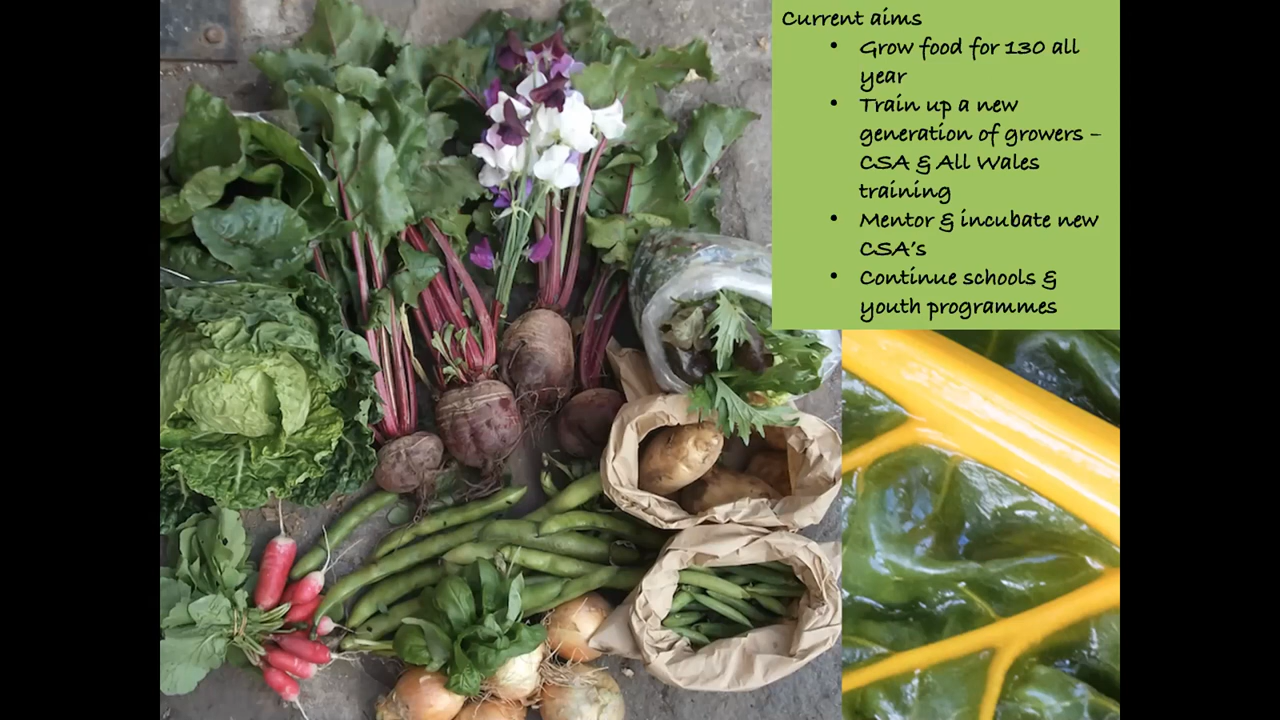 Current aims
• Grow food for 130 all
year
• Train up a new
generation of growers –
CSA & All Wales
training
• Mentor & incubate new
CSA's
• Continue schools &
youth programmes